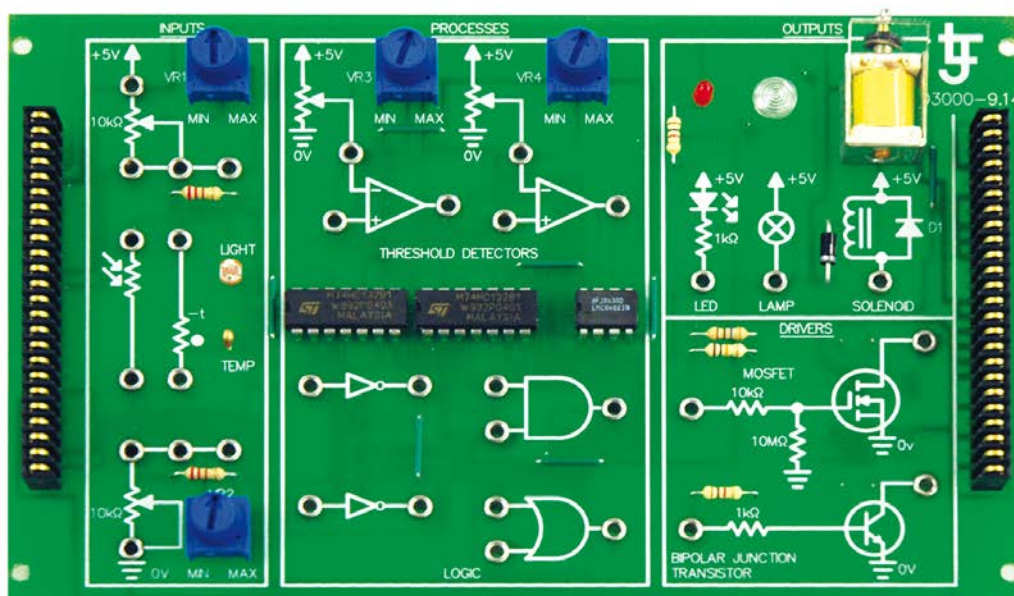 INPUTS
+5V
VR1
10kΩ
MIN MAX
LIGHT
-t
TEMP
10kΩ
0V MIN MAX
PROCESSES
+5V
VR3
MIN MAX
0V
+5V
VR4
MIN MAX
0V
-
+
-
+
THRESHOLD DETECTORS
MALAYSIA
MALAYSIA
LOGIC
OUTPUTS
+5V
1kΩ
LED
+5V
LAMP
+5V
D1
SOLENOID
DRIVERS
MOSFET
10kΩ
10MΩ
0v
1kΩ
BIPOLAR JUNCTION
TRANSISTOR
0V